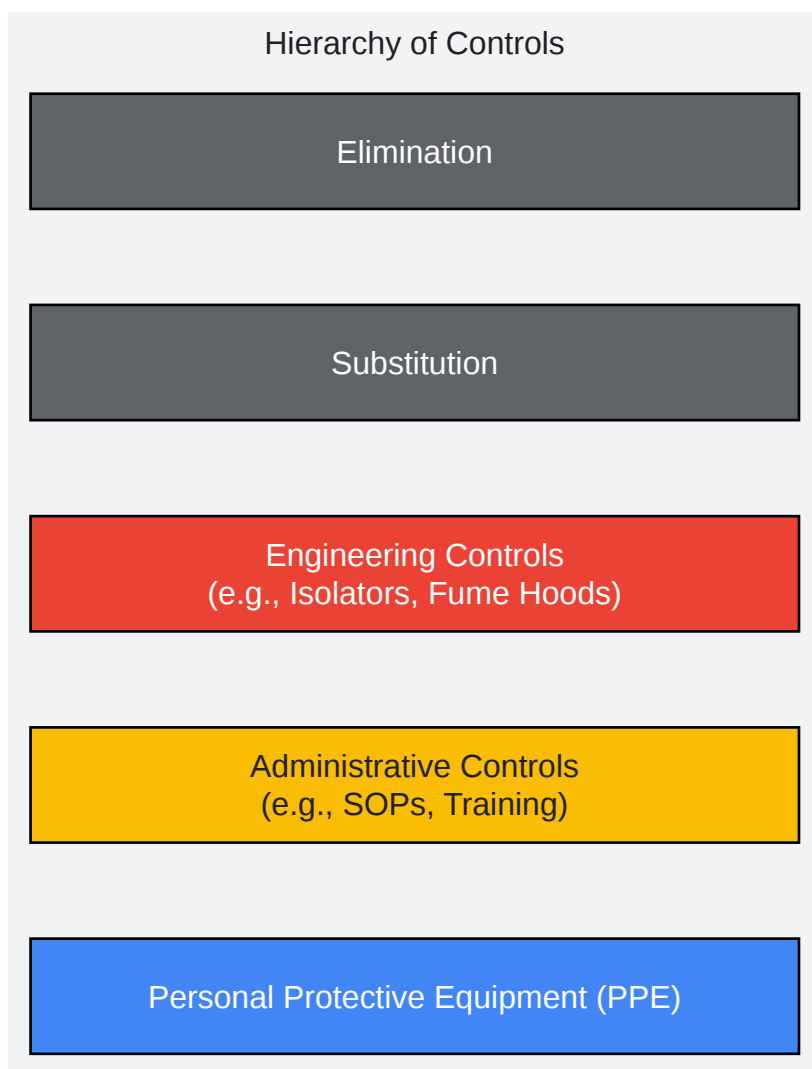 Hierarchy of Controls
Elimination
Substitution
Engineering Controls
(e.g., Isolators, Fume Hoods)
Administrative Controls
(e.g., SOPs, Training)
Personal Protective Equipment (PPE)